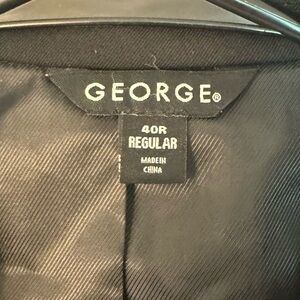 GEORGE®
40R
REGULAR
MADE IN
CHINA